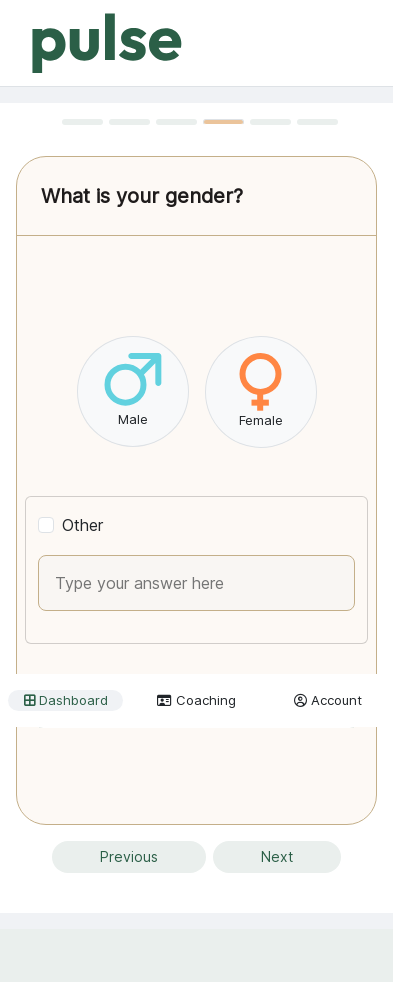 pulse
What is your gender?
Male
Female
Other
Type your answer here
Dashboard
Coaching
Account
Previous
Next